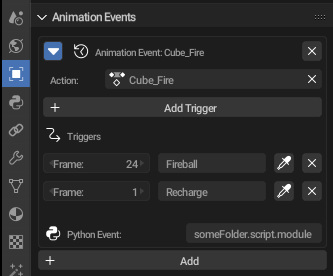 Animation Events
Animation Event: Cube_Fire
Action: Cube_Fire
Add Trigger
Triggers
Frame: 24 Fireball
Frame: 1 Recharge
Python Event: someFolder.script.module
Add